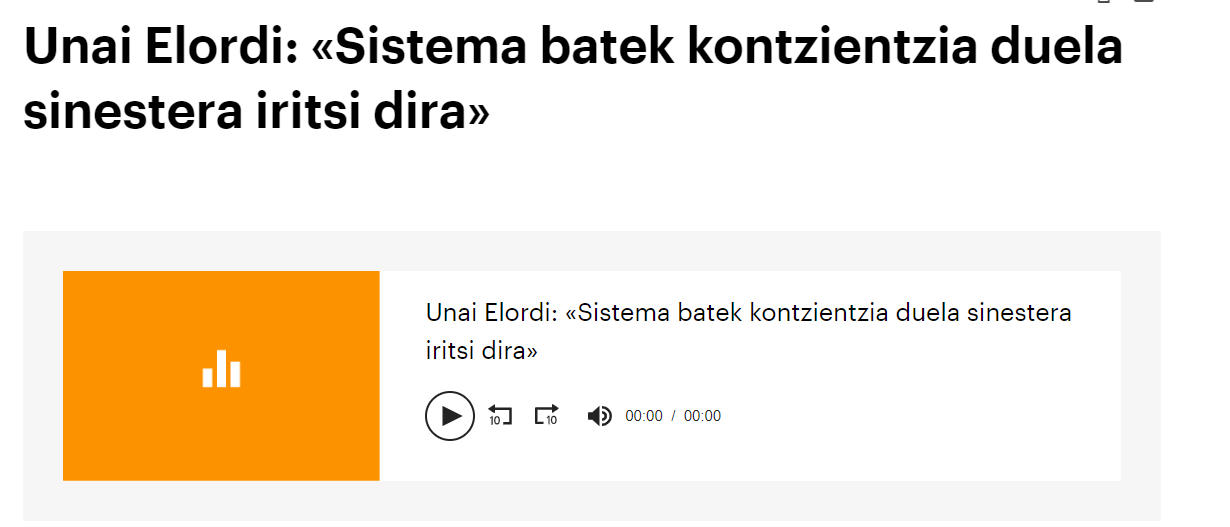 Unai Elordi: «Sistema batek kontzientzia duela
sinestera iritsi dira»
Unai Elordi: «Sistema batek kontzientzia duela sinestera
iritsi dira»
10 10 00:00 / 00:00